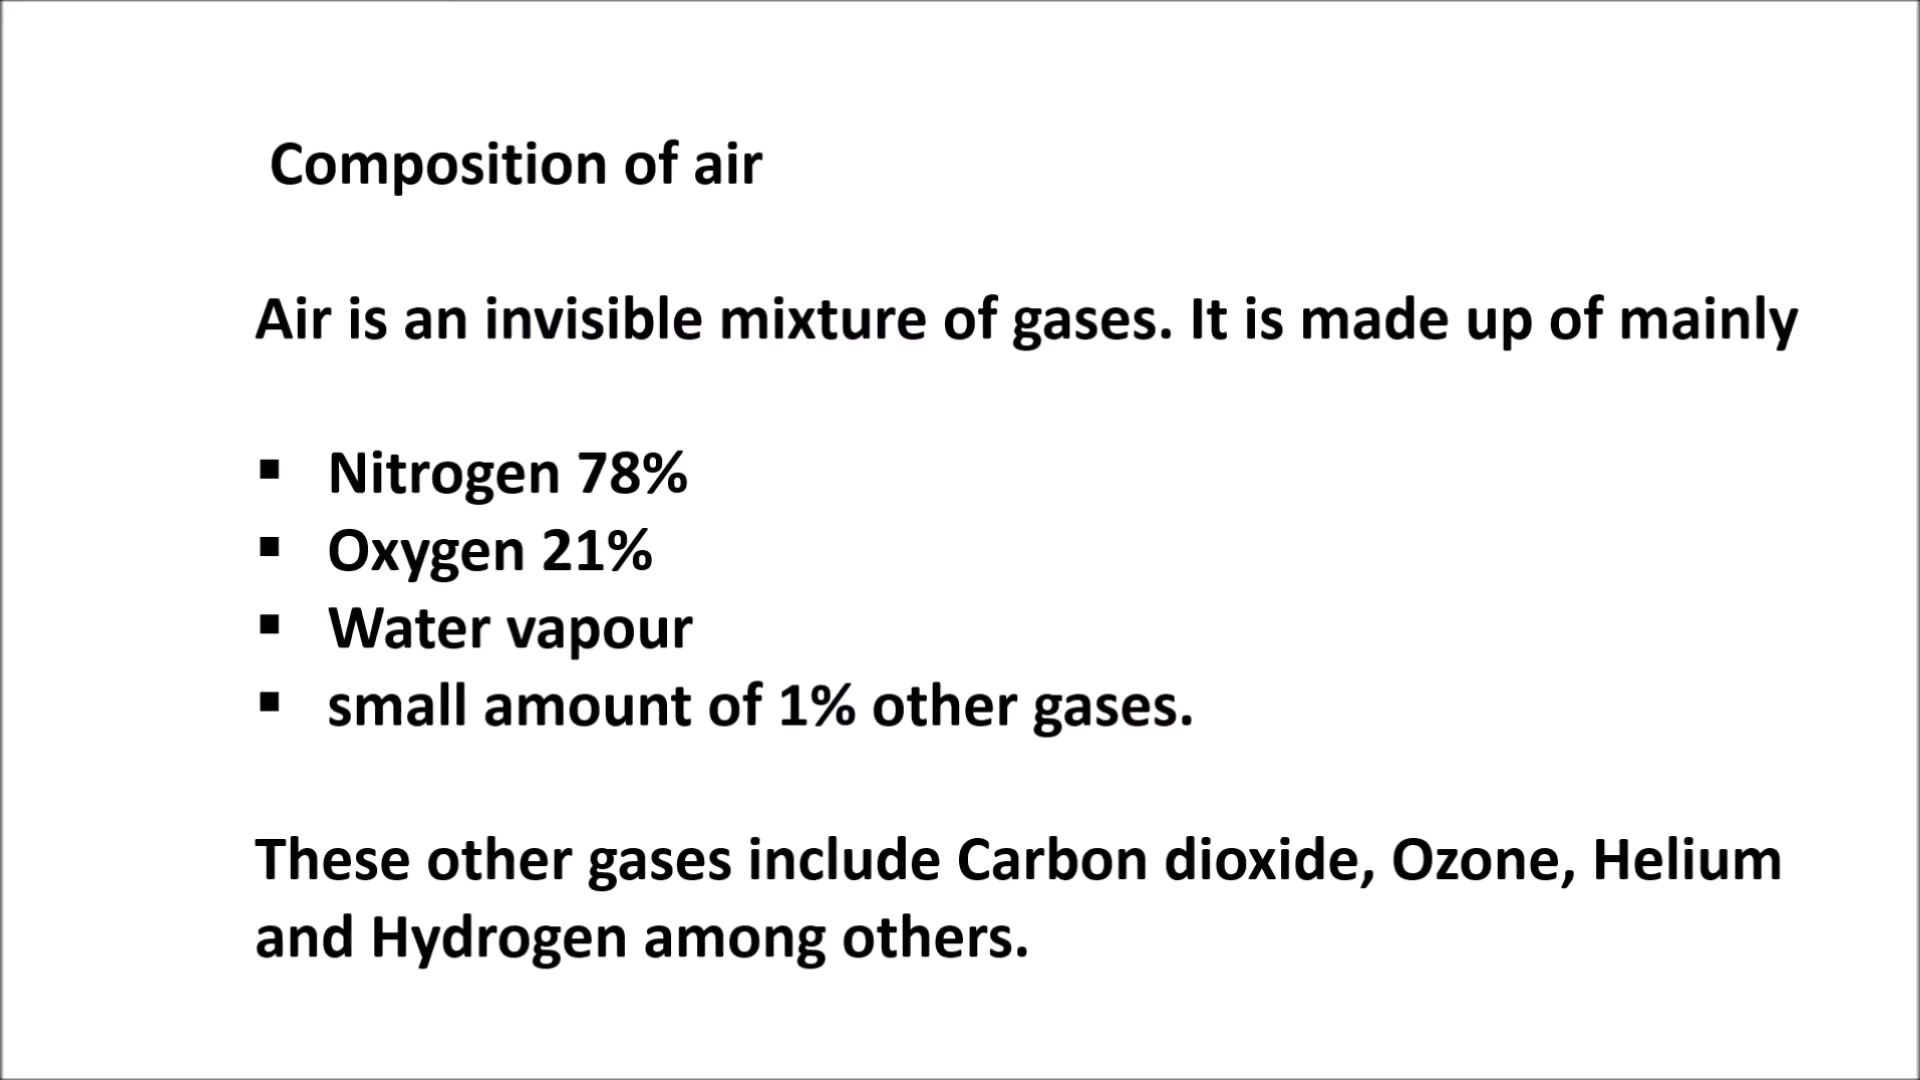 Composition of air
Air is an invisible mixture of gases. It is made up of mainly
▪ Nitrogen 78%
▪ Oxygen 21%
▪ Water vapour
▪ small amount of 1% other gases.
These other gases include Carbon dioxide, Ozone, Helium
and Hydrogen among others.